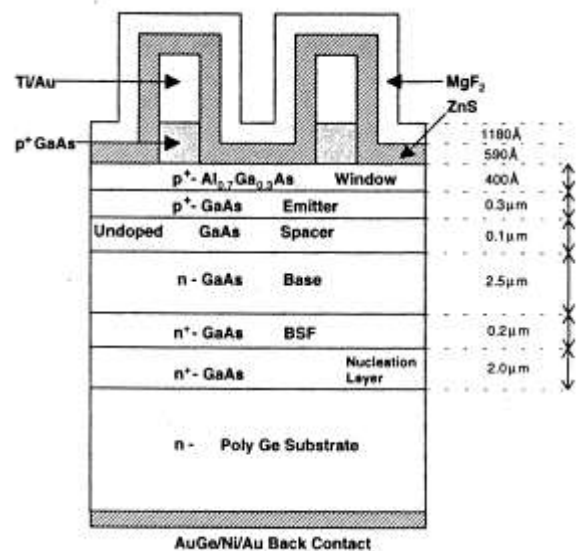 Ti/Au
MgF₂
ZnS
p⁺ GaAs
1180Å
590Å
p⁺- Al₀.₇Ga₀.₃As Window 400Å
p⁺- GaAs Emitter 0.3µm
Undoped GaAs Spacer 0.1µm
n - GaAs Base 2.5µm
n⁺- GaAs BSF 0.2µm
n⁺- GaAs Nucleation Layer 2.0µm
n - Poly Ge Substrate
AuGe/Ni/Au Back Contact